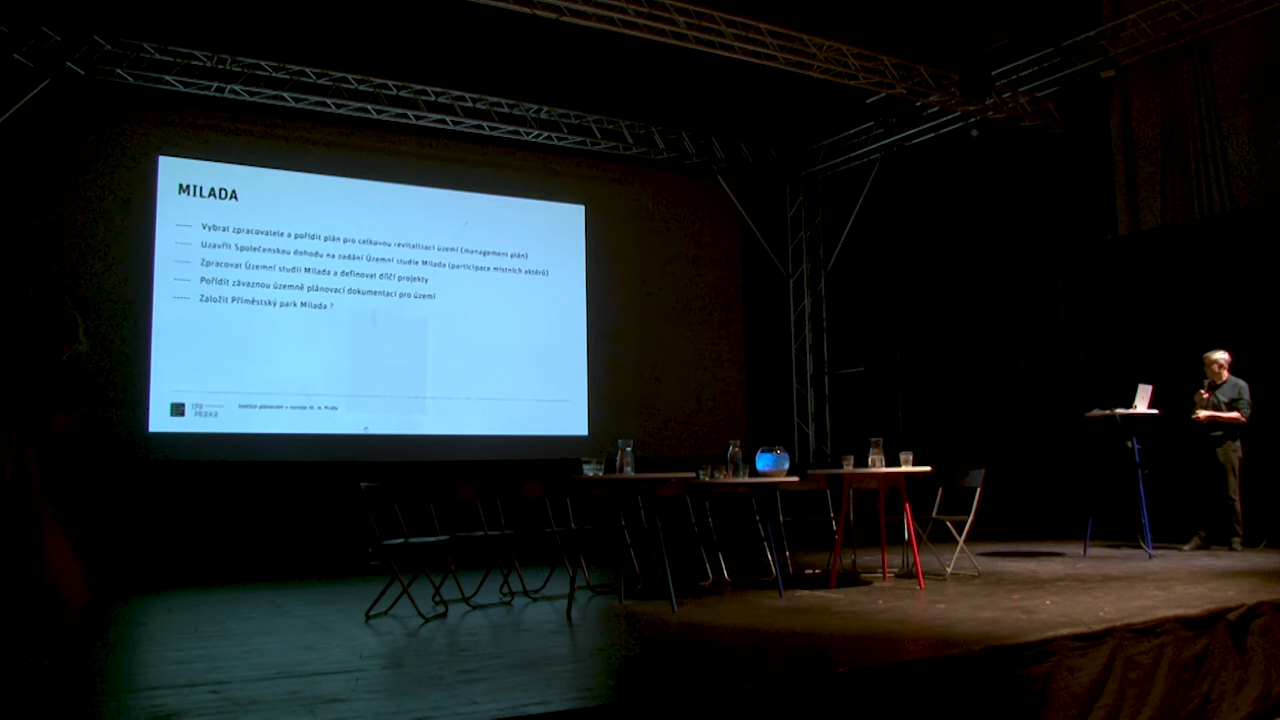 MILADA
Vybrat zpracovatele a pořídit plán pro celkovou revitalizaci území (management plán)
Uzavřít Společenskou dohodu na zadání Územní studie Milada (participace místních aktérů)
Zpracovat Územní studii Milada a definovat dílčí projekty
Pořídit závaznou územně plánovací dokumentaci pro území
Založit Příměstský park Milada ?
IPR
PRAHA
Institut plánování a rozvoje hl. m. Prahy